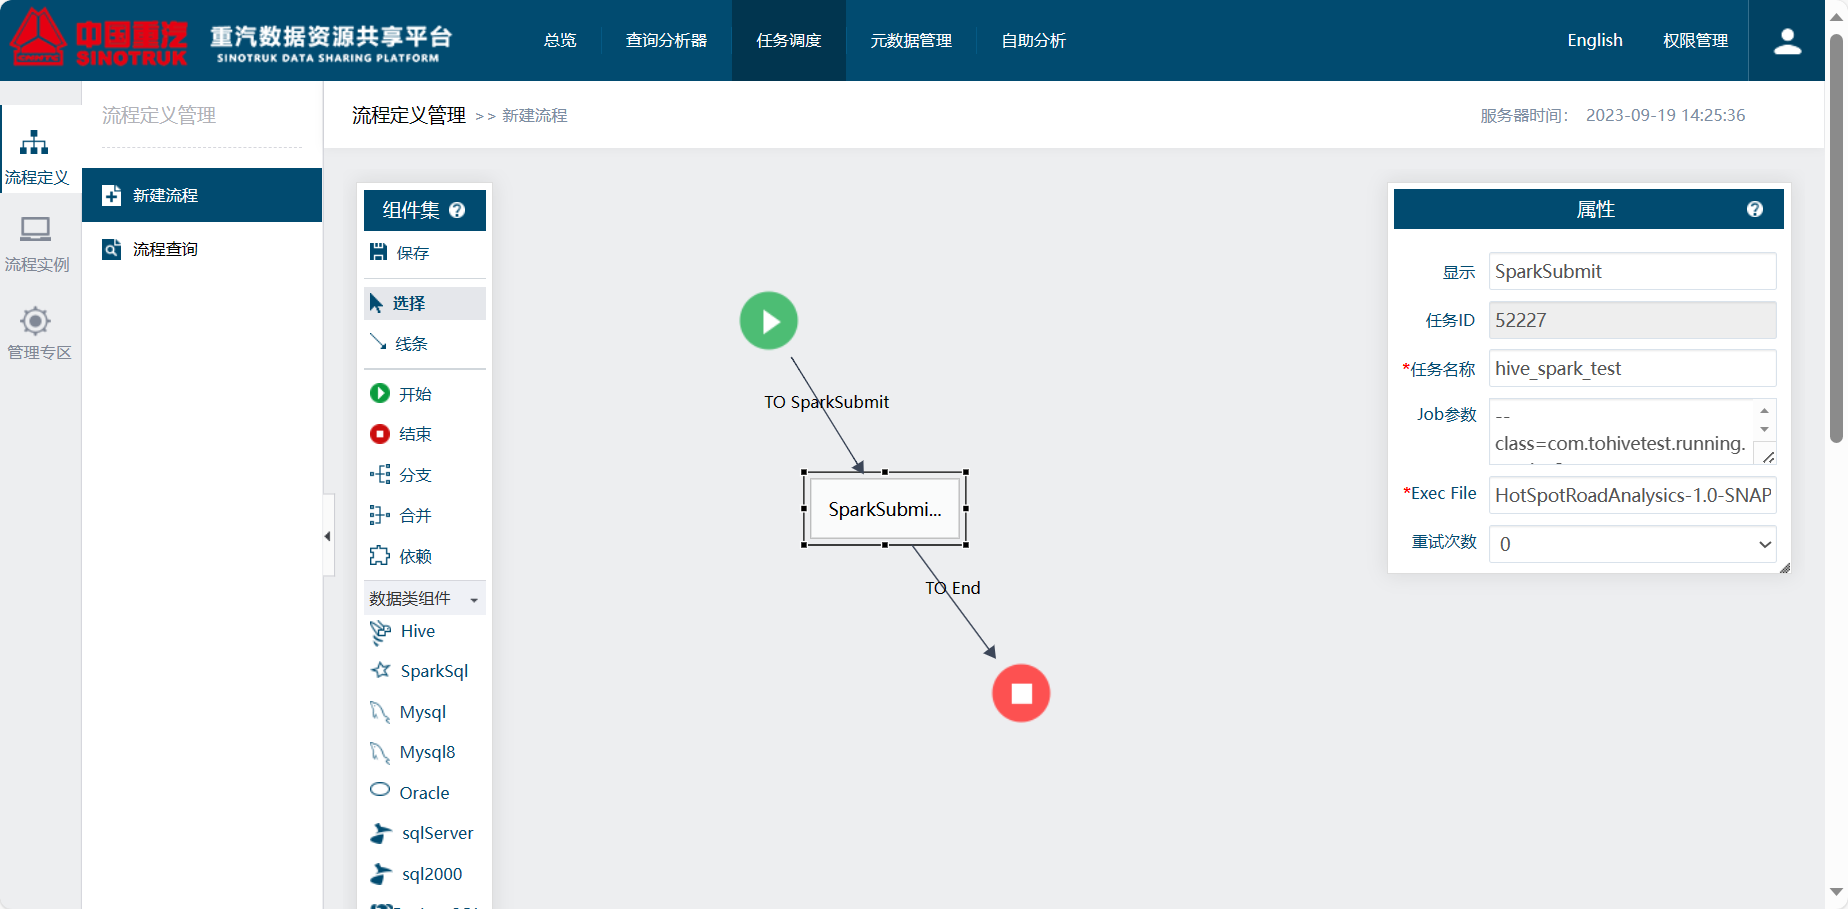 中国重汽
SINOTRUK
重汽数据资源共享平台
SINOTRUK DATA SHARING PLATFORM
总览
查询分析器
任务调度
元数据管理
自助分析
English
权限管理
流程定义
流程实例
管理专区
流程定义管理
新建流程
流程查询
流程定义管理 >> 新建流程
服务器时间: 2023-09-19 14:25:36
组件集
保存
选择
线条
开始
结束
分支
合并
依赖
数据类组件
Hive
SparkSql
Mysql
Mysql8
Oracle
sqlServer
sql2000
TO SparkSubmit
SparkSubmi...
TO End
属性
显示 SparkSubmit
任务ID 52227
*任务名称 hive_spark_test
Job参数 --
class=com.tohivetest.running.
*Exec File HotSpotRoadAnalysics-1.0-SNAP
重试次数 0